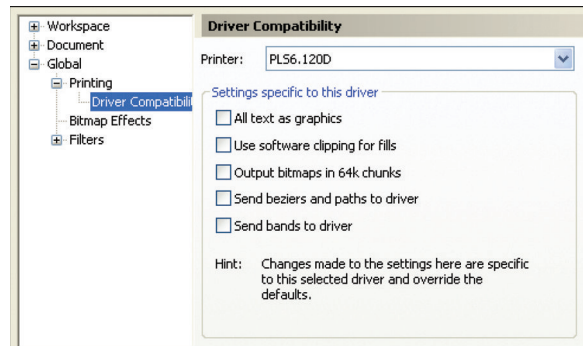 Workspace
Document
Global
Printing
Driver Compatibili
Bitmap Effects
Filters
Driver Compatibility
Printer: PLS6.120D
Settings specific to this driver
All text as graphics
Use software clipping for fills
Output bitmaps in 64k chunks
Send beziers and paths to driver
Send bands to driver
Hint: Changes made to the settings here are specific
to this selected driver and override the
defaults.